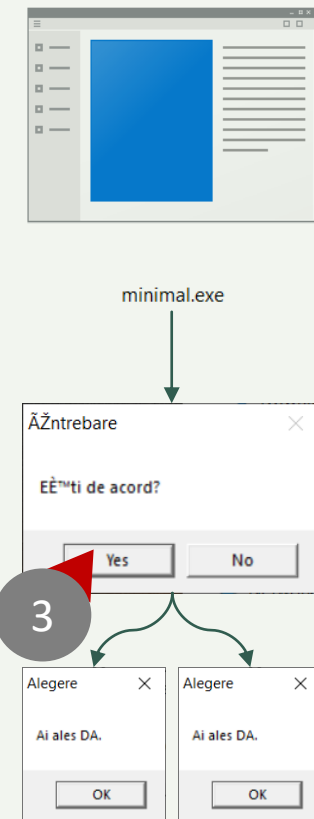 minimal.exe
ÃŽntrebare
EÈ™ti de acord?
Yes No
3
Alegere Alegere
Ai ales DA. Ai ales DA.
OK OK